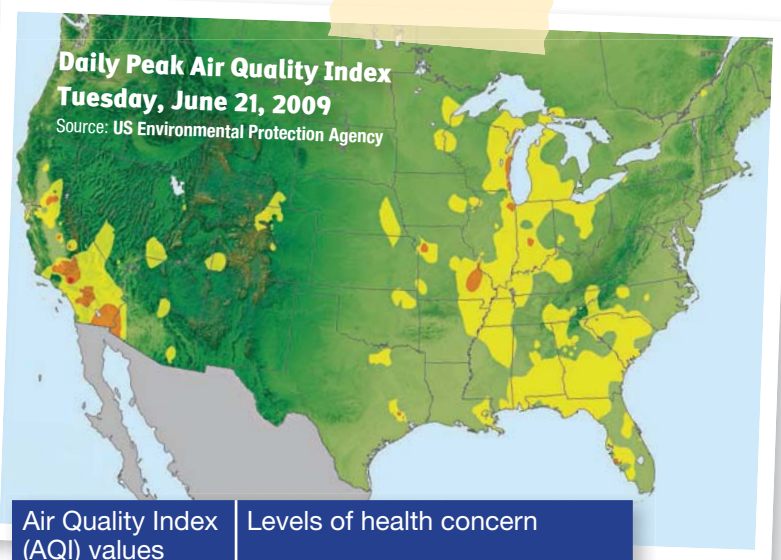 Daily Peak Air Quality Index
Tuesday, June 21, 2009
Source: US Environmental Protection Agency
Air Quality Index
(AQI) values
Levels of health concern